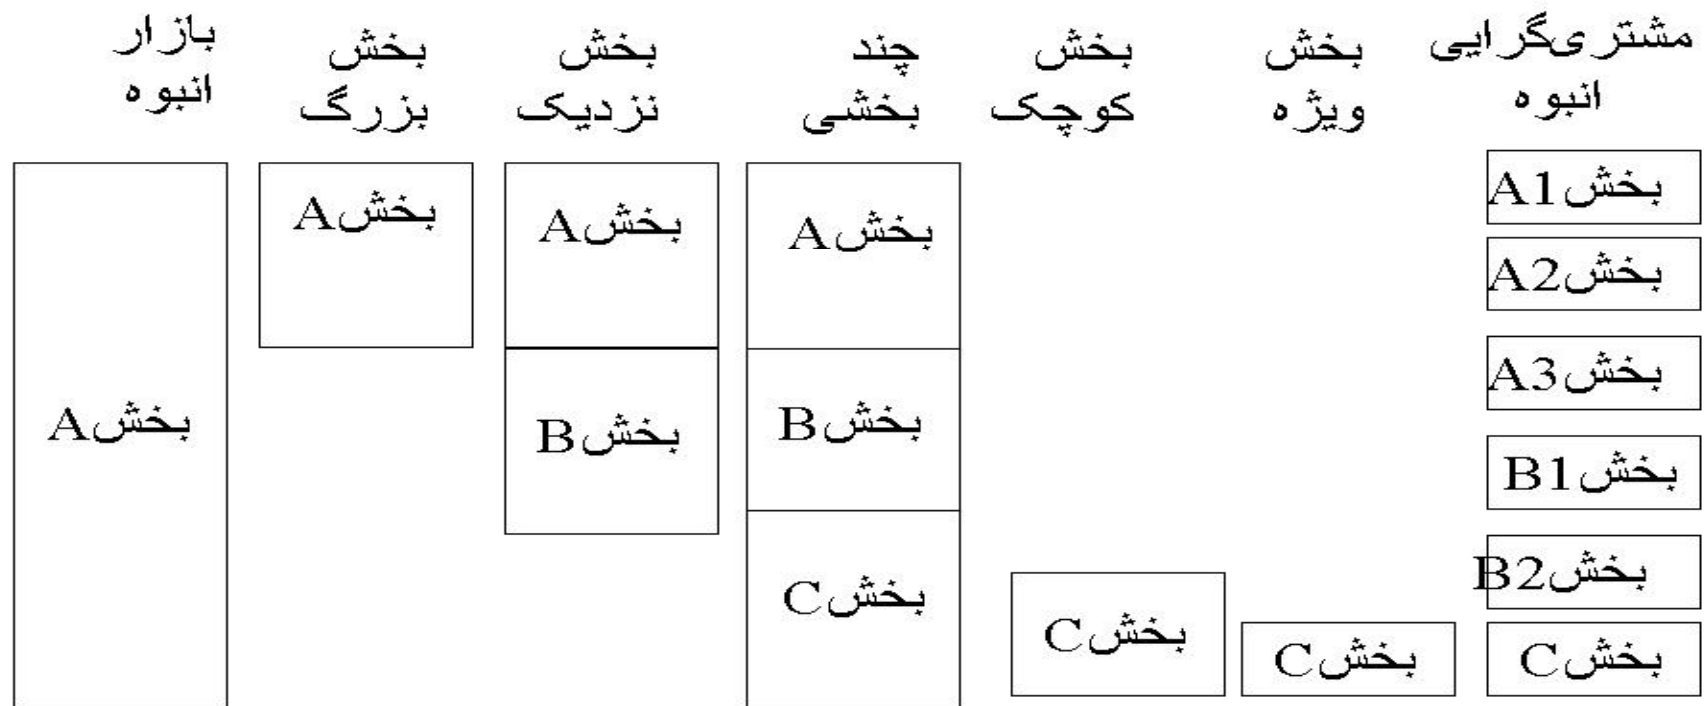 بازار
انبوه
بخش
بزرگ
بخش
نزدیک
چند
بخشی
بخش
کوچک
بخش
ویژه
مشتری‌گرایی
انبوه
بخشA
بخشA
بخشA
بخشB
بخشA
بخشB
بخشC
بخشC
بخشC
بخشA1
بخشA2
بخشA3
بخشB1
بخشB2
بخشC